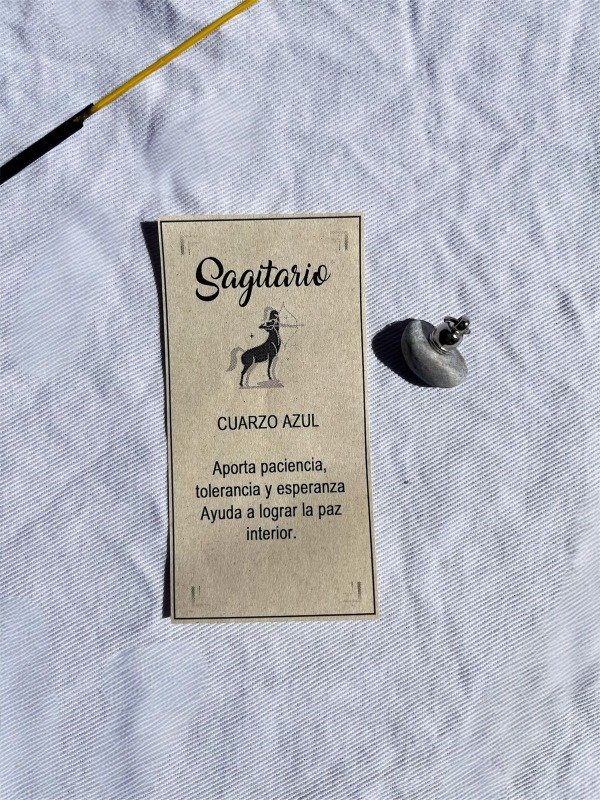 Sagitario
CUARZO AZUL
Aporta paciencia,
tolerancia y esperanza
Ayuda a lograr la paz
interior.